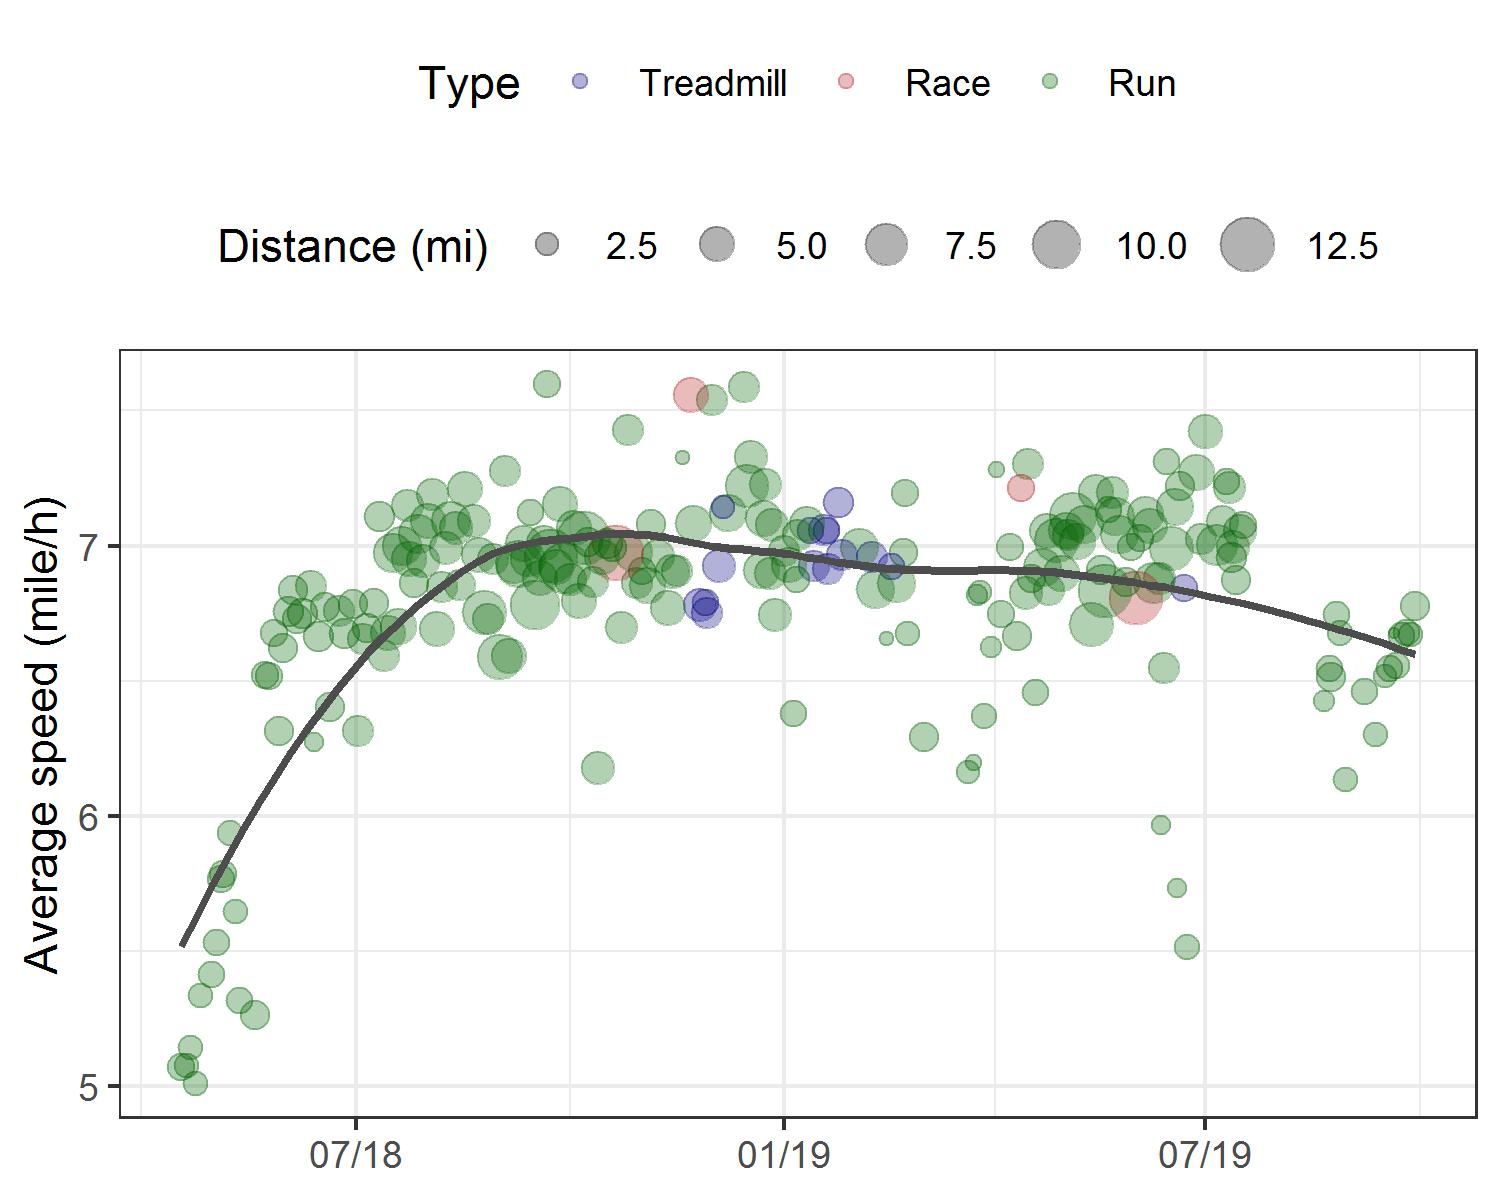 Type Treadmill Race Run
Distance (mi) 2.5 5.0 7.5 10.0 12.5
Average speed (mile/h)
7
6
5
07/18 01/19 07/19